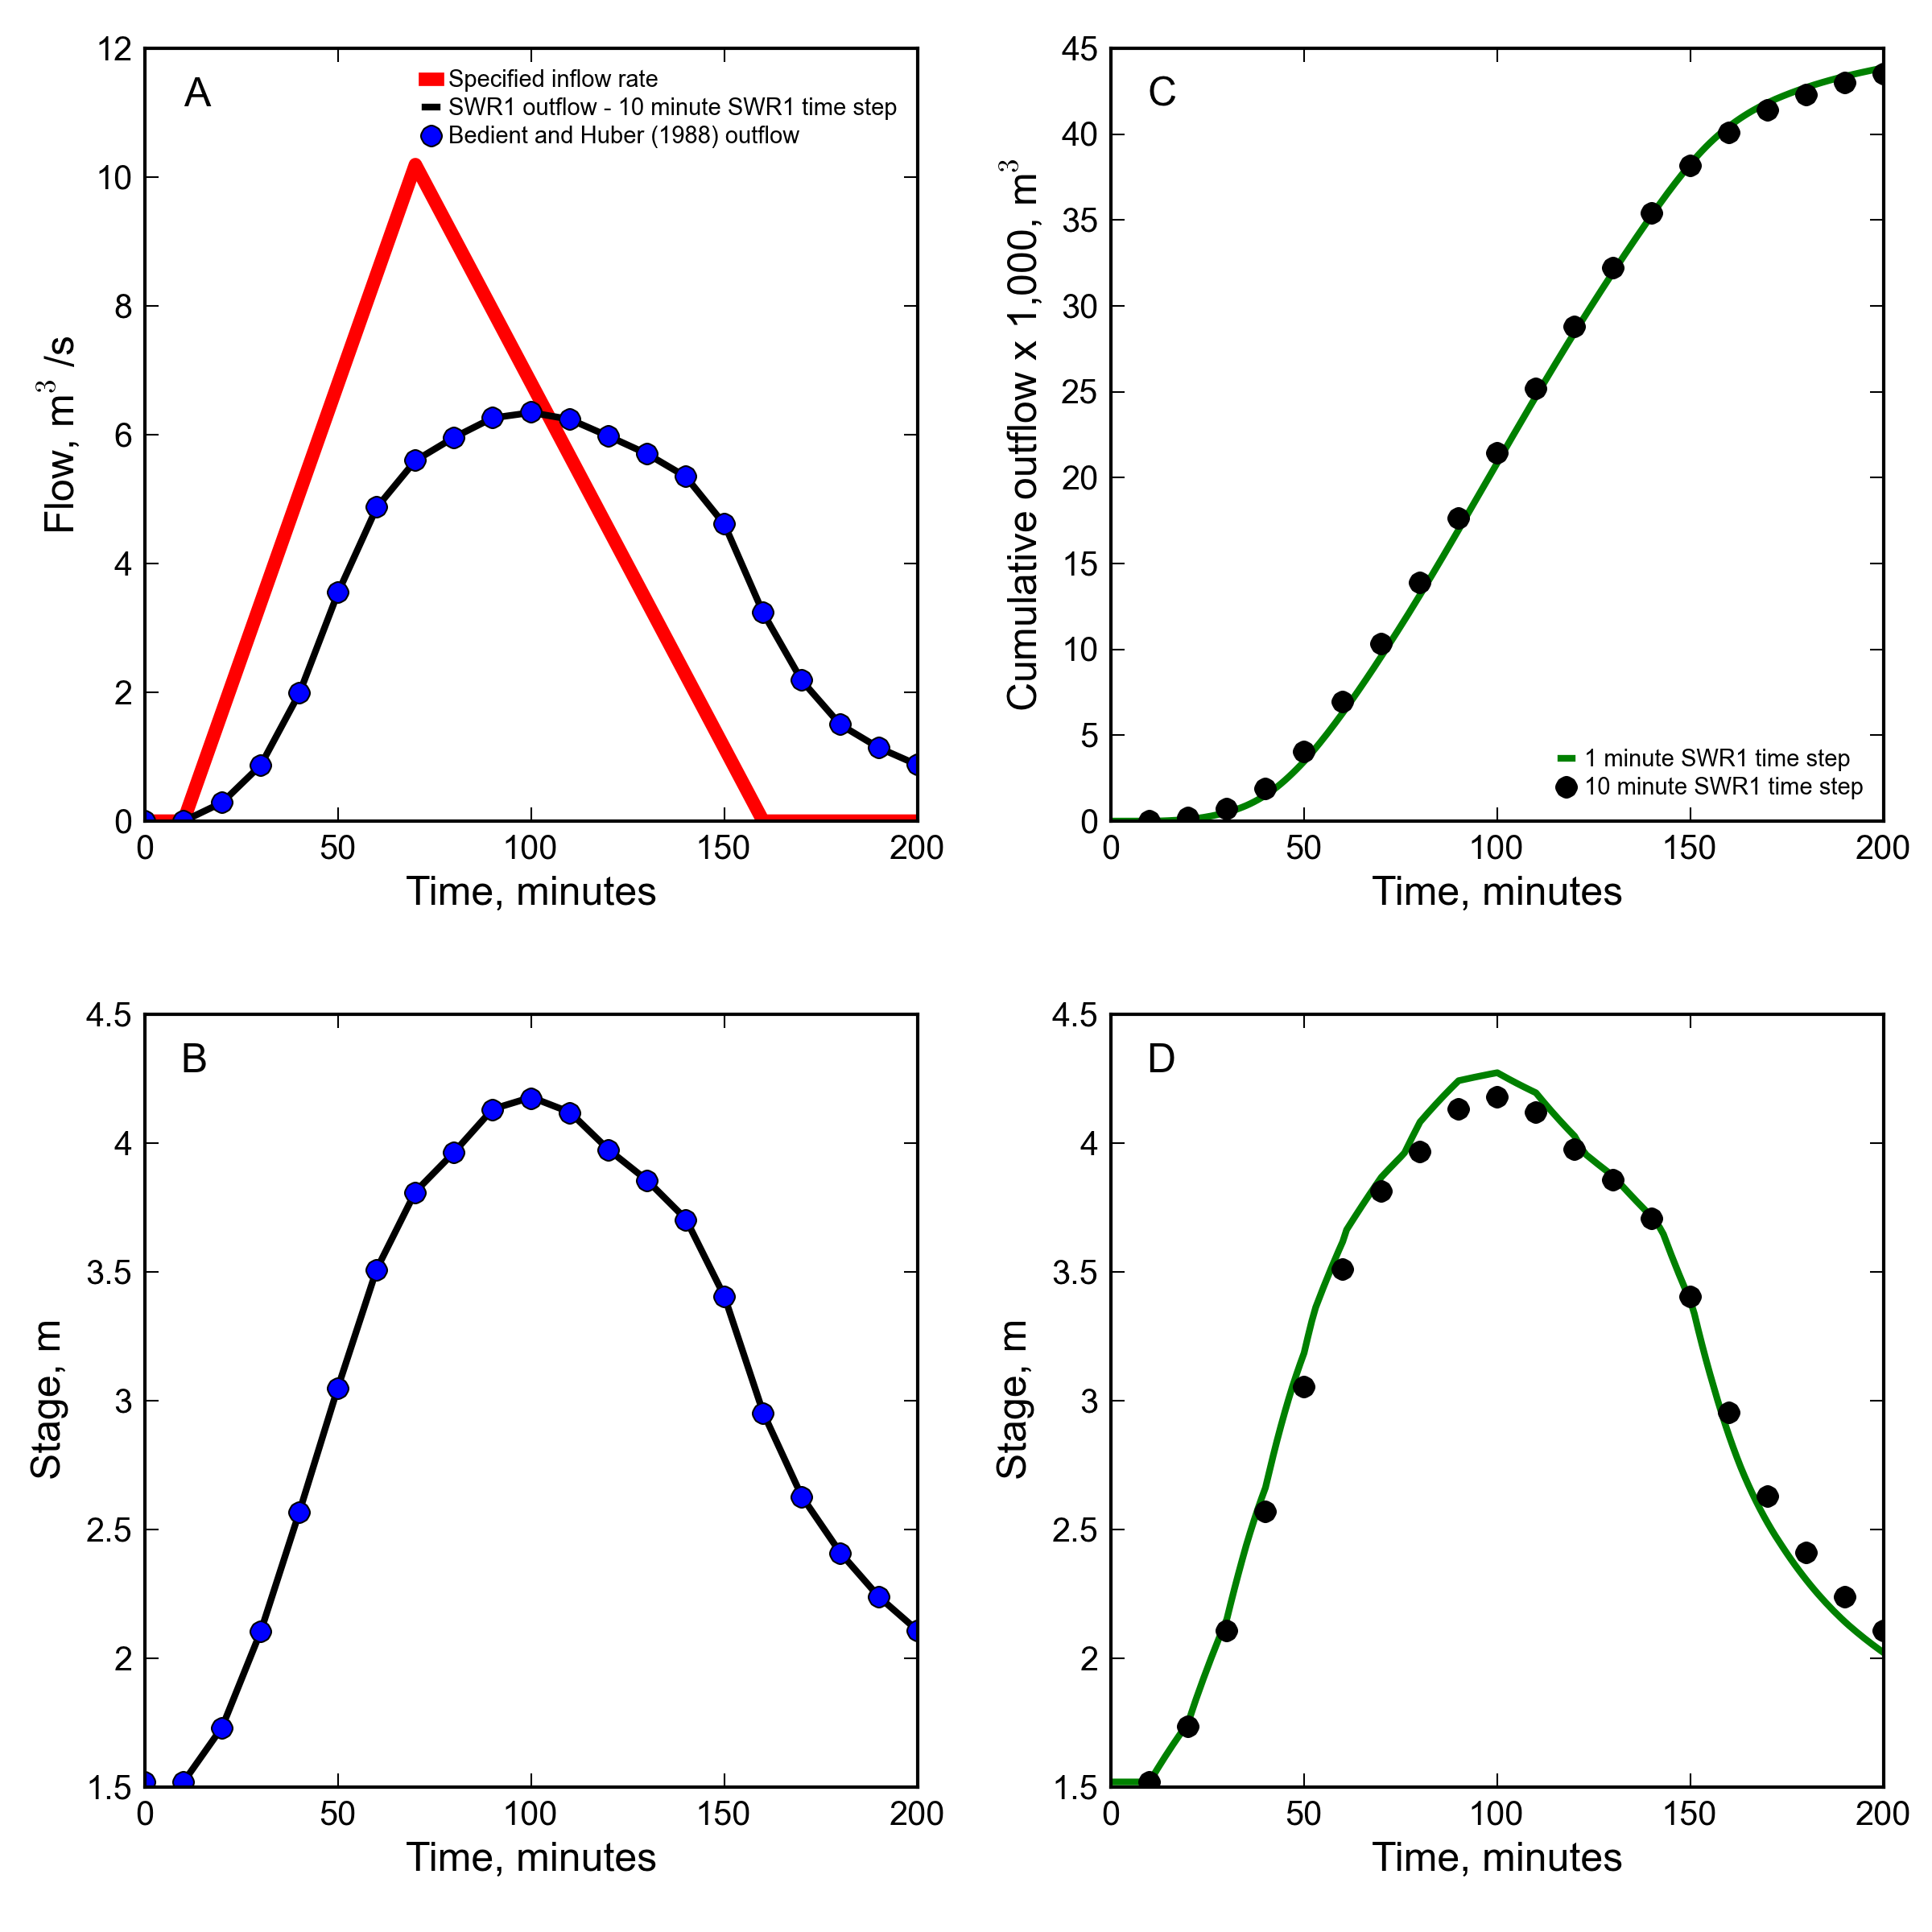 A
Specified inflow rate
SWR1 outflow - 10 minute SWR1 time step
Bedient and Huber (1988) outflow
12
10
8
6
4
2
0
Flow, m³ /s
0 50 100 150 200
Time, minutes
C
45
40
35
30
25
20
15
10
5
0
Cumulative outflow x 1,000, m³
1 minute SWR1 time step
10 minute SWR1 time step
0 50 100 150 200
Time, minutes
B
4.5
4
3.5
3
2.5
2
1.5
Stage, m
0 50 100 150 200
Time, minutes
D
4.5
4
3.5
3
2.5
2
1.5
Stage, m
0 50 100 150 200
Time, minutes